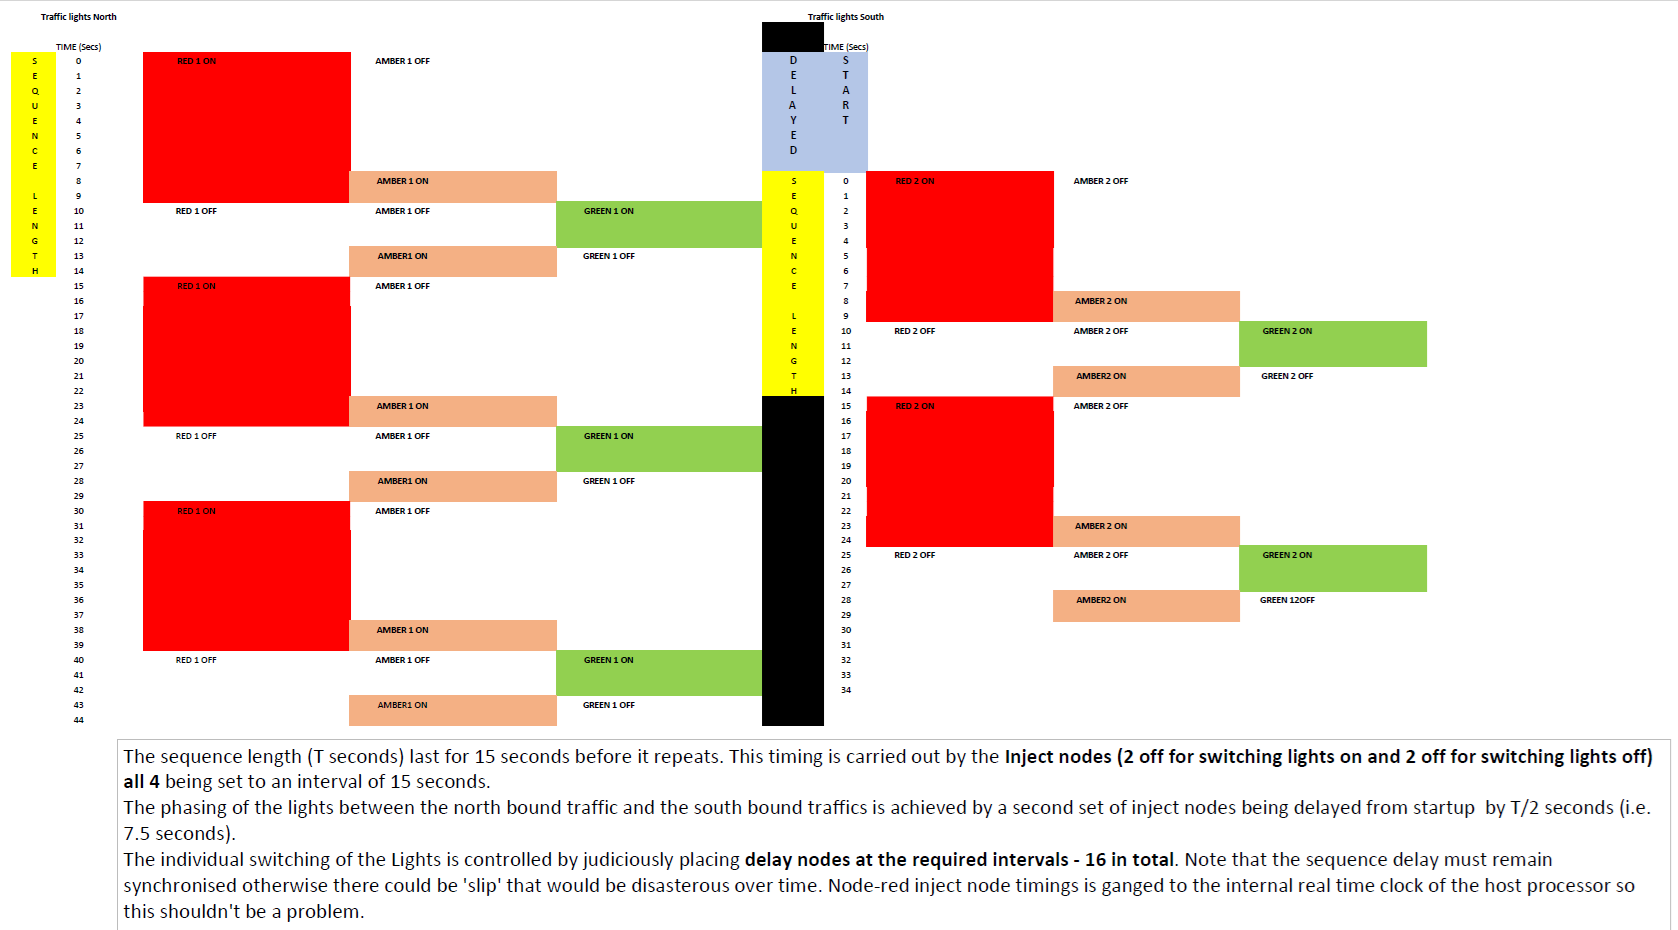 Traffic lights North Traffic lights South
TIME (Secs) TIME (Secs)
S 0 RED 1 ON AMBER 1 OFF D S
E 1 E T
Q 2 L A
U 3 A R
E 4 Y T
N 5 E
C 6 D
E 7
8 AMBER 1 ON S 0 RED 2 ON AMBER 2 OFF
L 9 E 1
E 10 RED 1 OFF AMBER 1 OFF GREEN 1 ON Q 2
N 11 U 3
G 12 E 4
T 13 AMBER1 ON GREEN 1 OFF N 5
H 14 C 6
15 RED 1 ON AMBER 1 OFF E 7
16 8 AMBER 2 ON
17 L 9
18 E 10 RED 2 OFF AMBER 2 OFF GREEN 2 ON
19 N 11
20 G 12
21 T 13 AMBER2 ON GREEN 2 OFF
22 H 14
23 AMBER 1 ON 15 RED 2 ON AMBER 2 OFF
24 16
25 RED 1 OFF AMBER 1 OFF GREEN 1 ON 17
26 18
27 19
28 AMBER1 ON GREEN 1 OFF 20
29 21
30 RED 1 ON AMBER 1 OFF 22
31 23 AMBER 2 ON
32 24
33 25 RED 2 OFF AMBER 2 OFF GREEN 2 ON
34 26
35 27
36 28 AMBER2 ON GREEN 12OFF
37 29
38 AMBER 1 ON 30
39 31
40 RED 1 OFF AMBER 1 OFF GREEN 1 ON 32
41 33
42 34
43 AMBER1 ON GREEN 1 OFF
44
The sequence length (T seconds) last for 15 seconds before it repeats. This timing is carried out by the Inject nodes (2 off for switching lights on and 2 off for switching lights off)
all 4 being set to an interval of 15 seconds.
The phasing of the lights between the north bound traffic and the south bound traffics is achieved by a second set of inject nodes being delayed from startup by T/2 seconds (i.e.
7.5 seconds).
The individual switching of the Lights is controlled by judiciously placing delay nodes at the required intervals - 16 in total. Note that the sequence delay must remain
synchronised otherwise there could be 'slip' that would be disasterous over time. Node-red inject node timings is ganged to the internal real time clock of the host processor so
this shouldn't be a problem.